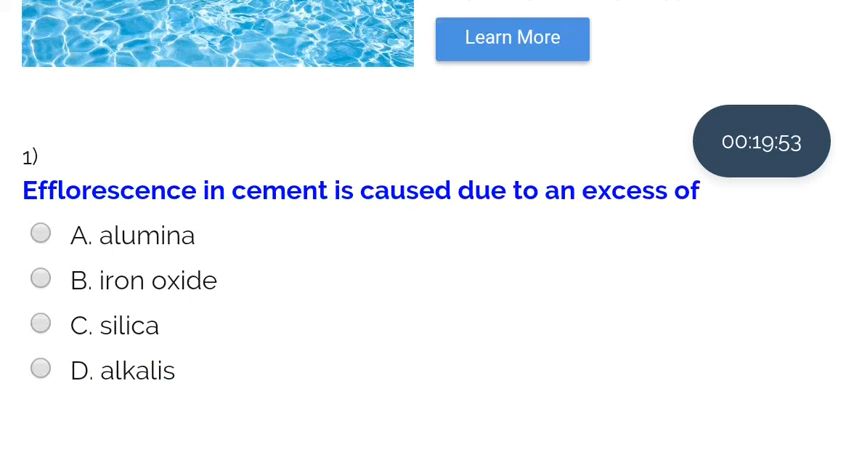 Learn More
00:19:53
1)
Efflorescence in cement is caused due to an excess of
A. alumina
B. iron oxide
C. silica
D. alkalis